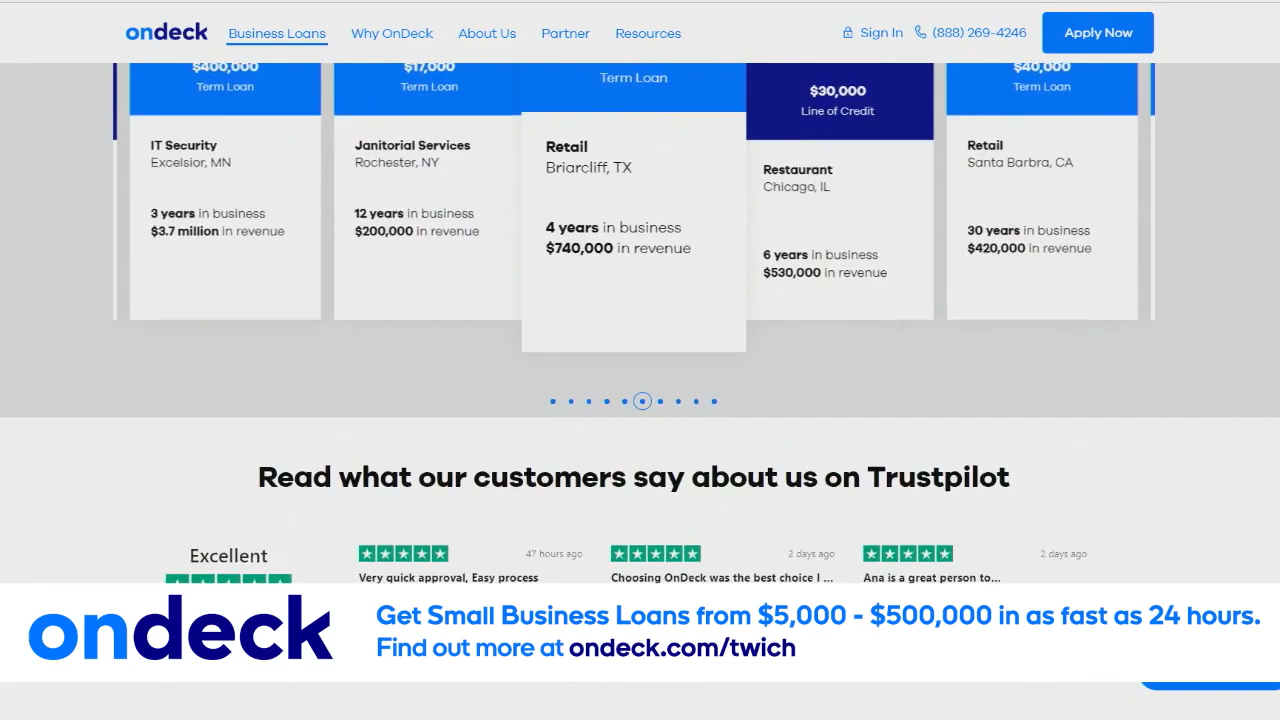 ondeck
Business Loans
Why OnDeck
About Us
Partner
Resources
Sign In
(888) 269-4246
Apply Now
$400,000
Term Loan
IT Security
Excelsior, MN
3 years in business
$3.7 million in revenue
$17,000
Term Loan
Janitorial Services
Rochester, NY
12 years in business
$200,000 in revenue
Term Loan
Retail
Briarcliff, TX
4 years in business
$740,000 in revenue
$30,000
Line of Credit
Restaurant
Chicago, IL
6 years in business
$530,000 in revenue
$40,000
Term Loan
Retail
Santa Barbra, CA
30 years in business
$420,000 in revenue
Read what our customers say about us on Trustpilot
Excellent
47 hours ago
Very quick approval, Easy process
2 days ago
Choosing OnDeck was the best choice I ...
2 days ago
Ana is a great person to...
ondeck
Get Small Business Loans from $5,000 - $500,000 in as fast as 24 hours.
Find out more at ondeck.com/twich